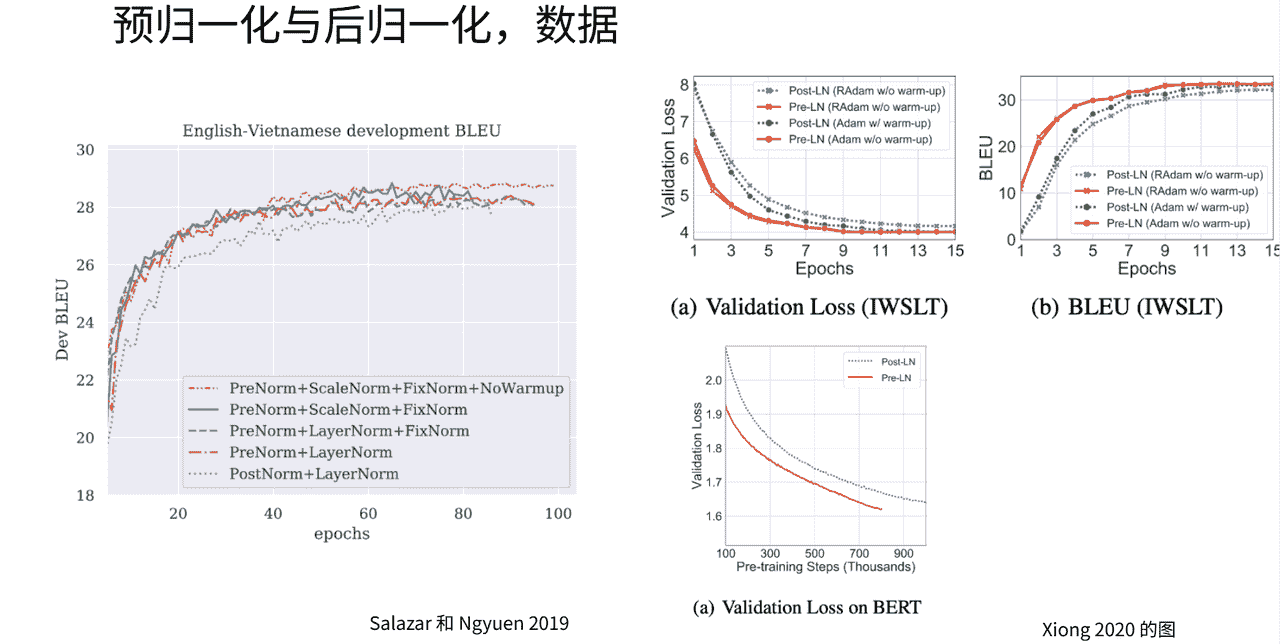 预归一化与后归一化，数据
English-Vietnamese development BLEU
Dev BLEU
30
28
26
24
22
20
18
PreNorm+ScaleNorm+FixNorm+NoWarmup
PreNorm+ScaleNorm+FixNorm
PreNorm+LayerNorm+FixNorm
PreNorm+LayerNorm
PostNorm+LayerNorm
20 40 60 80 100
epochs
Salazar 和 Ngyuen 2019
Validation Loss
8
7
6
5
4
Post-LN (RAdam w/o warm-up)
Pre-LN (RAdam w/o warm-up)
Post-LN (Adam w/ warm-up)
Pre-LN (Adam w/o warm-up)
1 3 5 7 9 11 13 15
Epochs
(a) Validation Loss (IWSLT)
BLEU
30
20
10
0
Post-LN (RAdam w/o warm-up)
Pre-LN (RAdam w/o warm-up)
Post-LN (Adam w/ warm-up)
Pre-LN (Adam w/o warm-up)
1 3 5 7 9 11 13 15
Epochs
(b) BLEU (IWSLT)
Validation Loss
2.0
1.9
1.8
1.7
1.6
Post-LN
Pre-LN
100 300 500 700 900
Pre-training Steps (Thousands)
(a) Validation Loss on BERT
Xiong 2020 的图